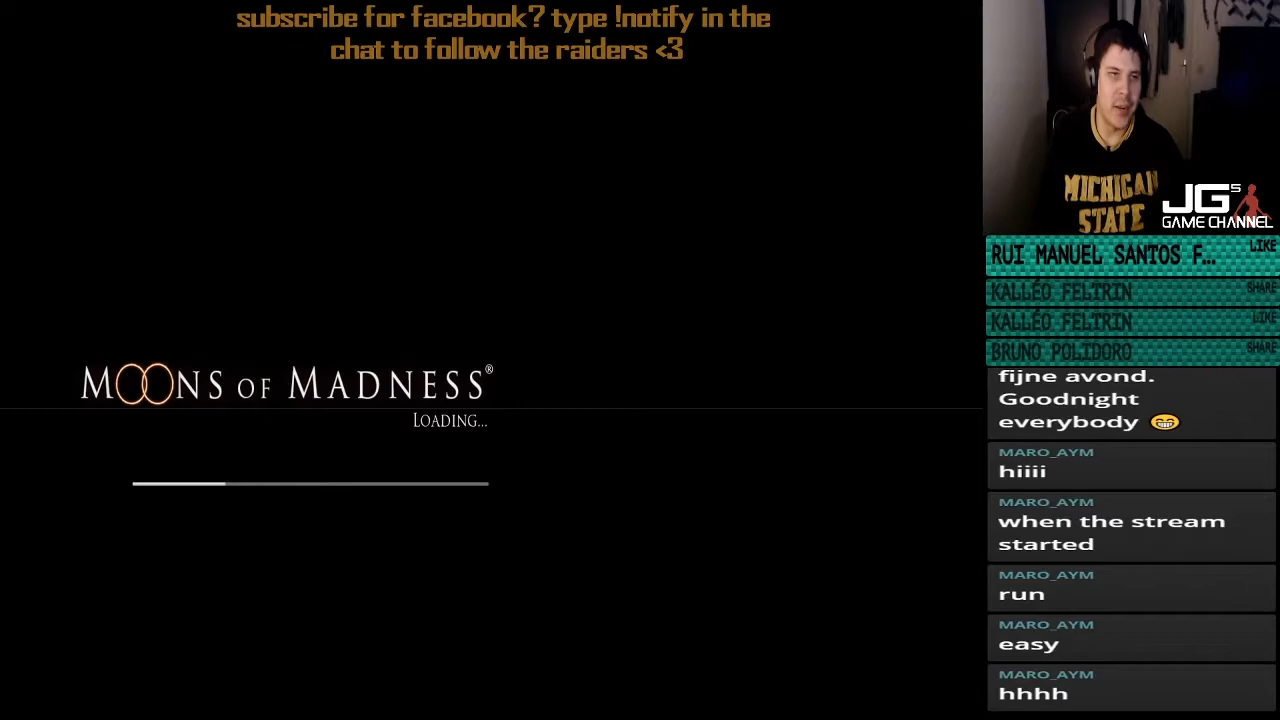 subscribe for facebook? type !notify in the
chat to follow the raiders <3
MICHIGAN
STATE
JG5
GAME CHANNEL
RUI MANUEL SANTOS F... LIKE
KALLÉO FELTRIN SHARE
KALLÉO FELTRIN LIKE
BRUNO POLIDORO SHARE
MOONS OF MADNESS®
LOADING...
fijne avond.
Goodnight
everybody 😁
MARO_AYM
hiiii
MARO_AYM
when the stream
started
MARO_AYM
run
MARO_AYM
easy
MARO_AYM
hhhh